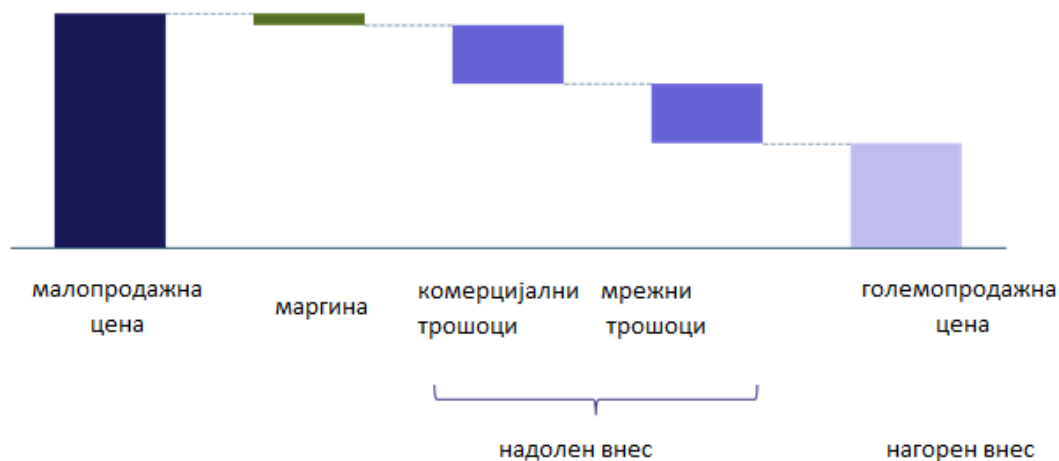 малопродажна
цена
маргина
комерцијални
трошоци
мрежни
трошоци
големопродажна
цена
надолен внес
нагорен внес